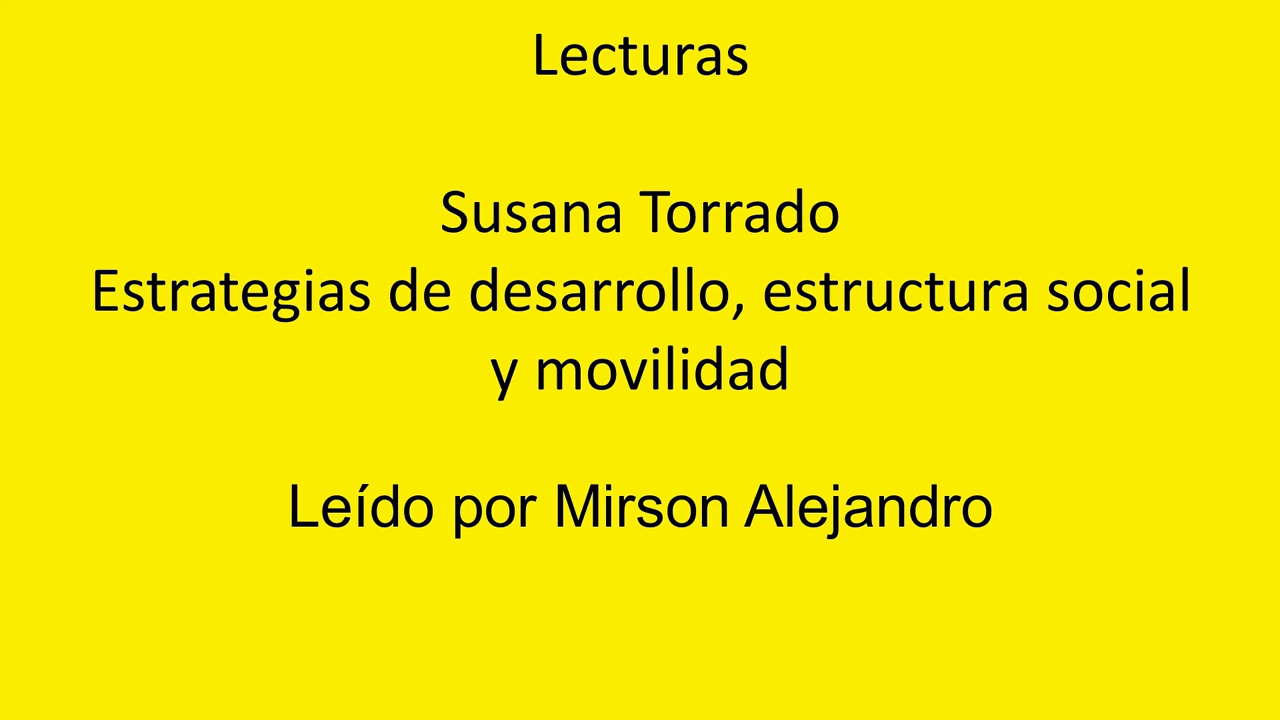 Lecturas
Susana Torrado
Estrategias de desarrollo, estructura social
y movilidad
Leído por Mirson Alejandro